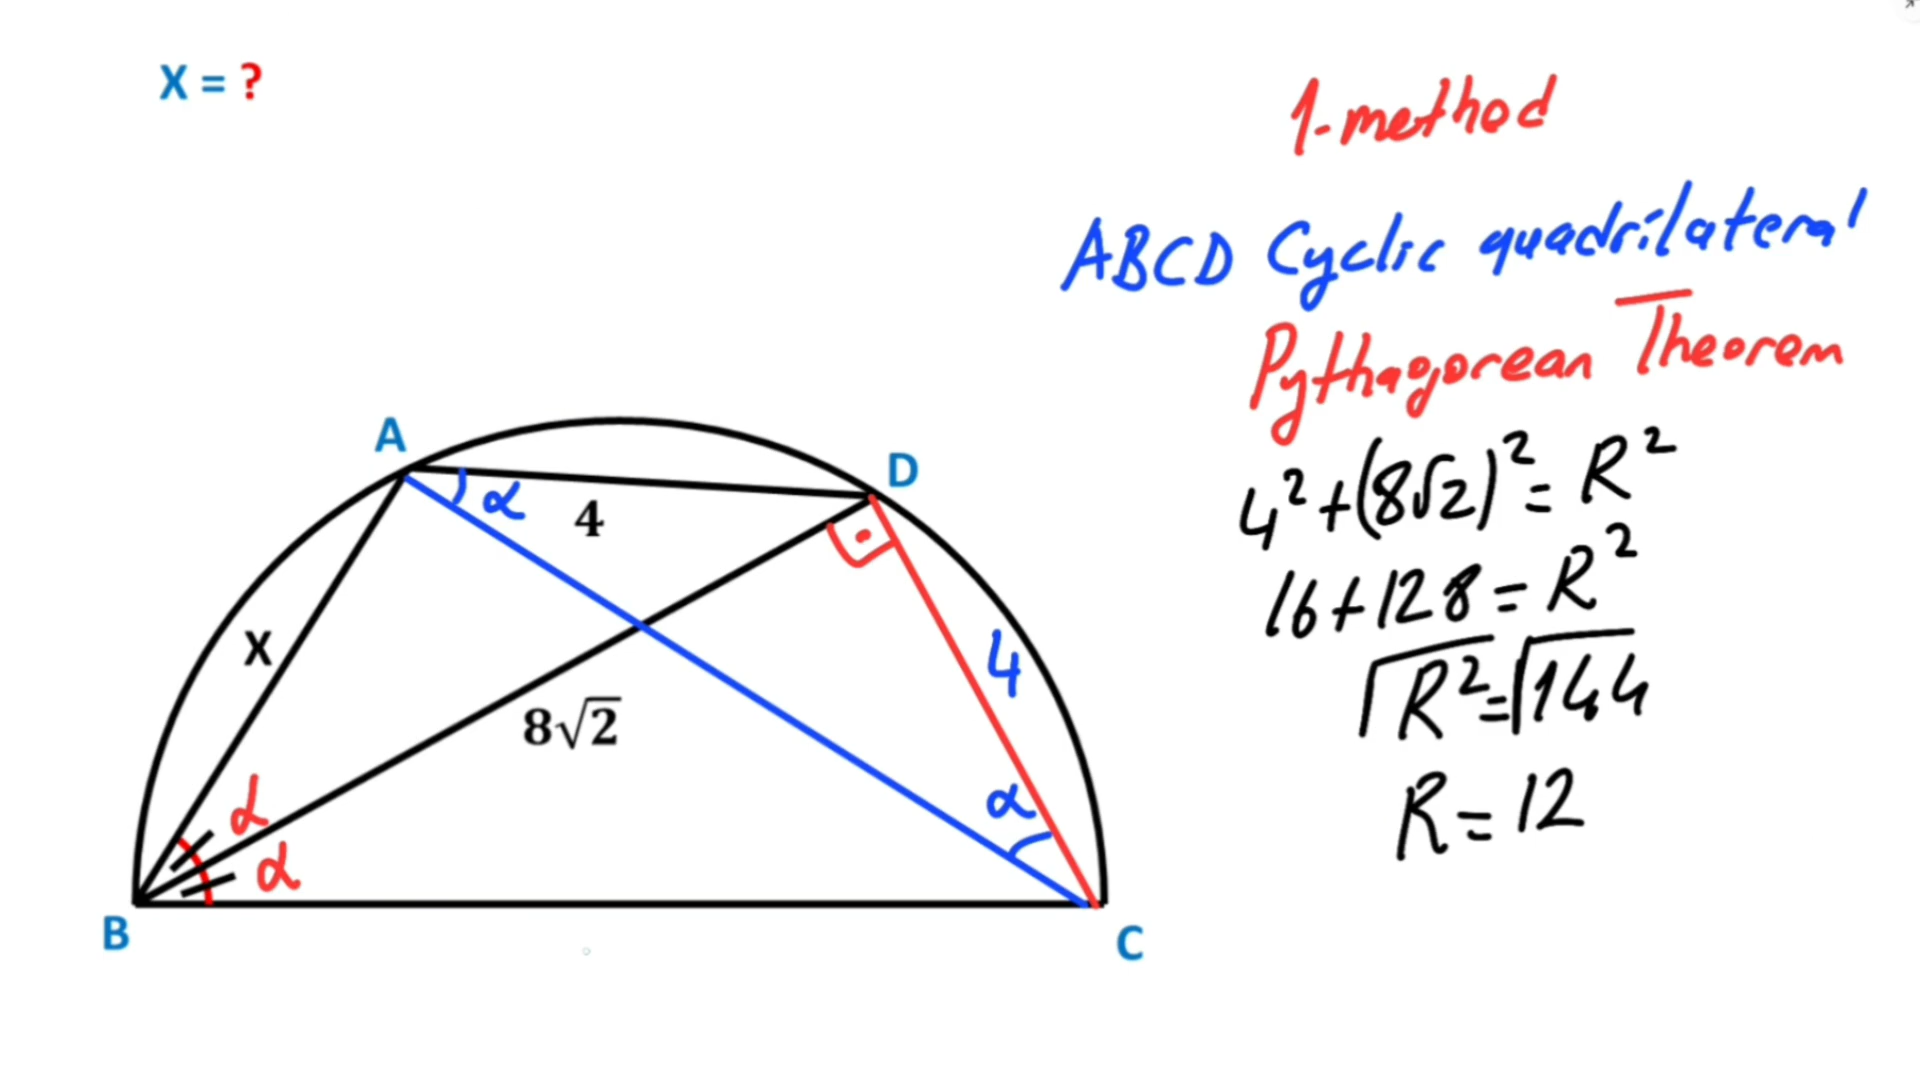 X = ?
1-method
ABCD Cyclic quadrilateral
Pythagorean Theorem
4² + (8√2)² = R²
16 + 128 = R²
√R² = √144
R = 12
A
D
α
4
X
4
8√2
α
α
α
B
C